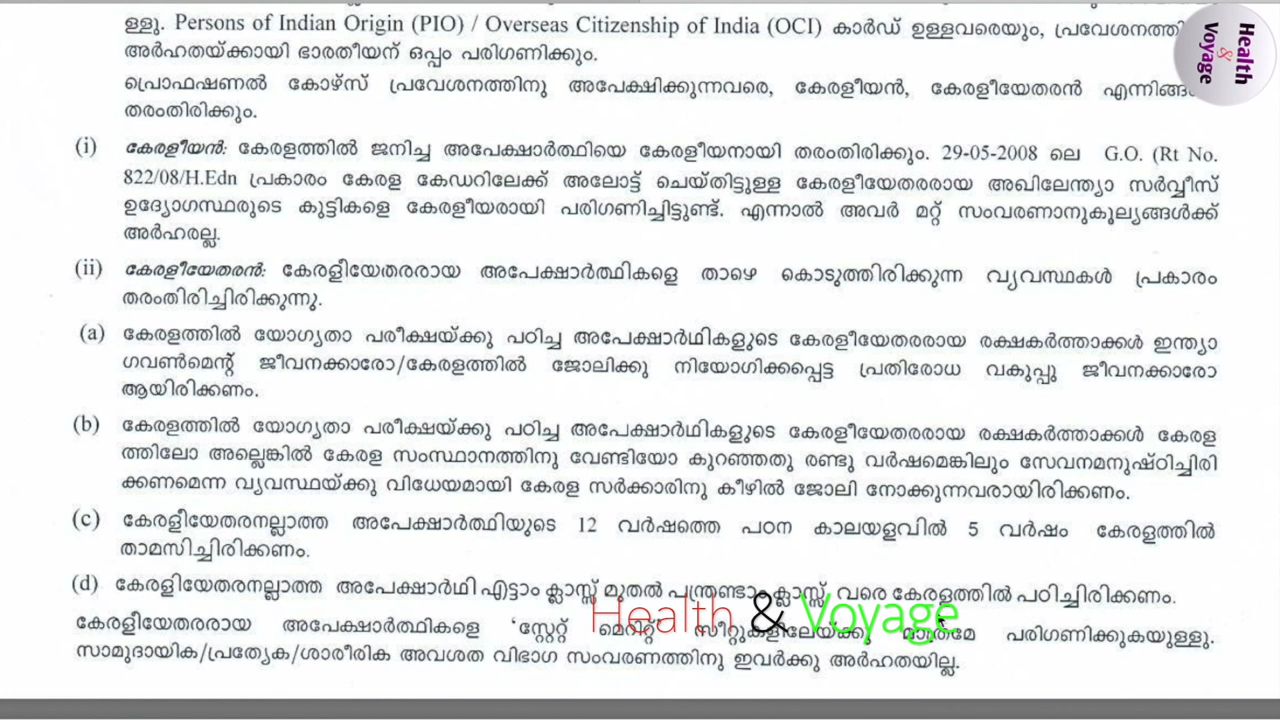 ള്ളു. Persons of Indian Origin (PIO) / Overseas Citizenship of India (OCI) കാർഡ് ഉള്ളവരെയും, പ്രവേശനത്തി
അർഹതയ്ക്കായി ഭാരതീയന് ഒപ്പം പരിഗണിക്കും.
പ്രൊഫഷണൽ കോഴ്സ് പ്രവേശനത്തിനു അപേക്ഷിക്കുന്നവരെ, കേരളീയൻ, കേരളീയേതരൻ
തരംതിരിക്കും.
(i) കേരളീയൻ: കേരളത്തിൽ ജനിച്ച അപേക്ഷാർത്ഥിയെ കേരളീയനായി തരംതിരിക്കും. 29-05-2008 ലെ G.O. (Rt No.
822/08/H.Edn പ്രകാരം കേരള കേഡറിലേക്ക് അലോട്ട് ചെയ്തിട്ടുള്ള കേരളീയേതരരായ അഖിലേന്ത്യാ സർവ്വീസ്
ഉദ്യോഗസ്ഥരുടെ കുട്ടികളെ കേരളീയരായി പരിഗണിച്ചിട്ടുണ്ട്. എന്നാൽ അവർ മറ്റ് സംവരണാനുകൂല്യങ്ങൾക്ക്
അർഹരല്ല.
(ii) കേരളീയേതരൻ: കേരളീയേതരരായ അപേക്ഷാർത്ഥികളെ താഴെ കൊടുത്തിരിക്കുന്ന വ്യവസ്ഥകൾ പ്രകാരം
തരംതിരിച്ചിരിക്കുന്നു.
(a) കേരളത്തിൽ യോഗ്യതാ പരീക്ഷയ്ക്കു പഠിച്ച അപേക്ഷാർഥികളുടെ കേരളീയേതരരായ രക്ഷകർത്താക്കൾ ഇന്ത്യാ
ഗവൺമെന്റ് ജീവനക്കാരോ/കേരളത്തിൽ ജോലിക്കു നിയോഗിക്കപ്പെട്ട പ്രതിരോധ വകുപ്പു ജീവനക്കാരോ
ആയിരിക്കണം.
(b) കേരളത്തിൽ യോഗ്യതാ പരീക്ഷയ്ക്കു പഠിച്ച അപേക്ഷാർഥികളുടെ കേരളീയേതരരായ രക്ഷകർത്താക്കൾ കേരള
ത്തിലോ അല്ലെങ്കിൽ കേരള സംസ്ഥാനത്തിനു വേണ്ടിയോ കുറഞ്ഞതു രണ്ടു വർഷമെങ്കിലും സേവനമനുഷ്ഠിച്ചിരി
ക്കണമെന്ന വ്യവസ്ഥയ്ക്കു വിധേയമായി കേരള സർക്കാരിനു കീഴിൽ ജോലി നോക്കുന്നവരായിരിക്കണം.
(c) കേരളീയേതരനല്ലാത്ത അപേക്ഷാർത്ഥിയുടെ 12 വർഷത്തെ പഠന കാലയളവിൽ 5 വർഷം കേരളത്തിൽ
താമസിച്ചിരിക്കണം.
(d) കേരളിയേതരനല്ലാത്ത അപേക്ഷാർഥി എട്ടാം ക്ലാസ്സ് മുതൽ പന്ത്രണ്ടാം ക്ലാസ്സ് വരെ കേരളത്തിൽ പഠിച്ചിരിക്കണം.
Health & Voyage
കേരളീയേതരരായ അപേക്ഷാർത്ഥികളെ 'സ്റ്റേറ്റ് മെറിറ്റ്' സീറ്റുകളിലേയ്ക്കു മാത്രമേ പരിഗണിക്കുകയുള്ളു.
സാമുദായിക/പ്രത്യേക/ശാരീരിക അവശത വിഭാഗ സംവരണത്തിനു ഇവർക്കു അർഹതയില്ല.
Health & Voyage